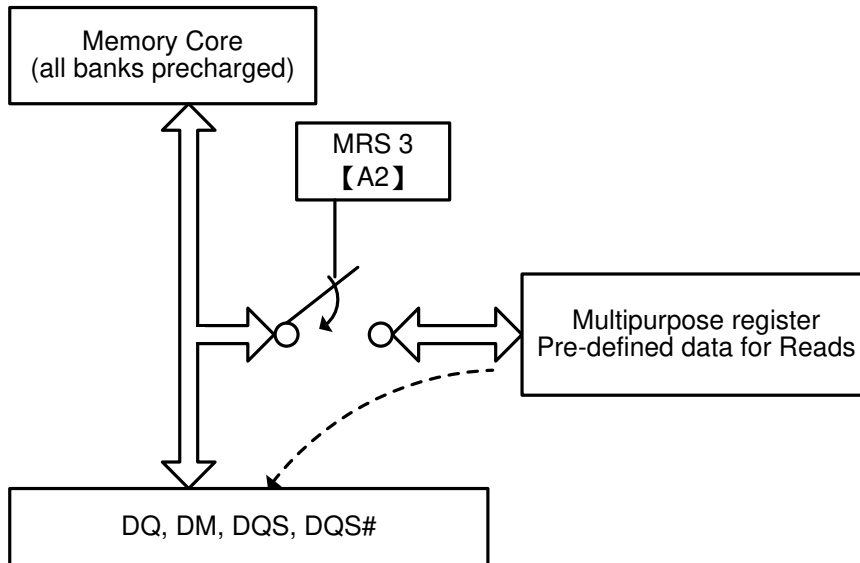 Memory Core
(all banks precharged)
MRS 3
【A2】
Multipurpose register
Pre-defined data for Reads
DQ, DM, DQS, DQS#